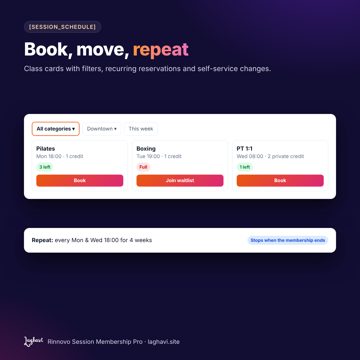 [SESSION_SCHEDULE]
Book, move, repeat
Class cards with filters, recurring reservations and self-service changes.
All categories ▾ Downtown ▾ This week
Pilates Boxing PT 1:1
Mon 18:00 · 1 credit Tue 19:00 · 1 credit Wed 08:00 · 2 private credit
3 left Full 1 left
Book Join waitlist Book
Repeat: every Mon & Wed 18:00 for 4 weeks Stops when the membership ends
laghavi Rinnovo Session Membership Pro · laghavi.site